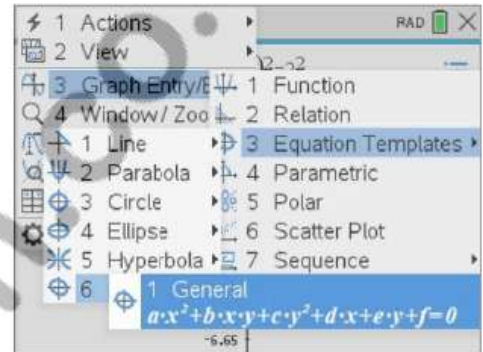 1 Actions
RAD
2 View
3 Graph Entry/E
1 Function
4 Window / Zoo
2 Relation
1 Line
3 Equation Templates
2 Parabola
4 Parametric
3 Circle
5 Polar
4 Ellipse
6 Scatter Plot
5 Hyperbola
7 Sequence
6
1 General
a·x²+b·x·y+c·y²+d·x+e·y+f=0
-6.65